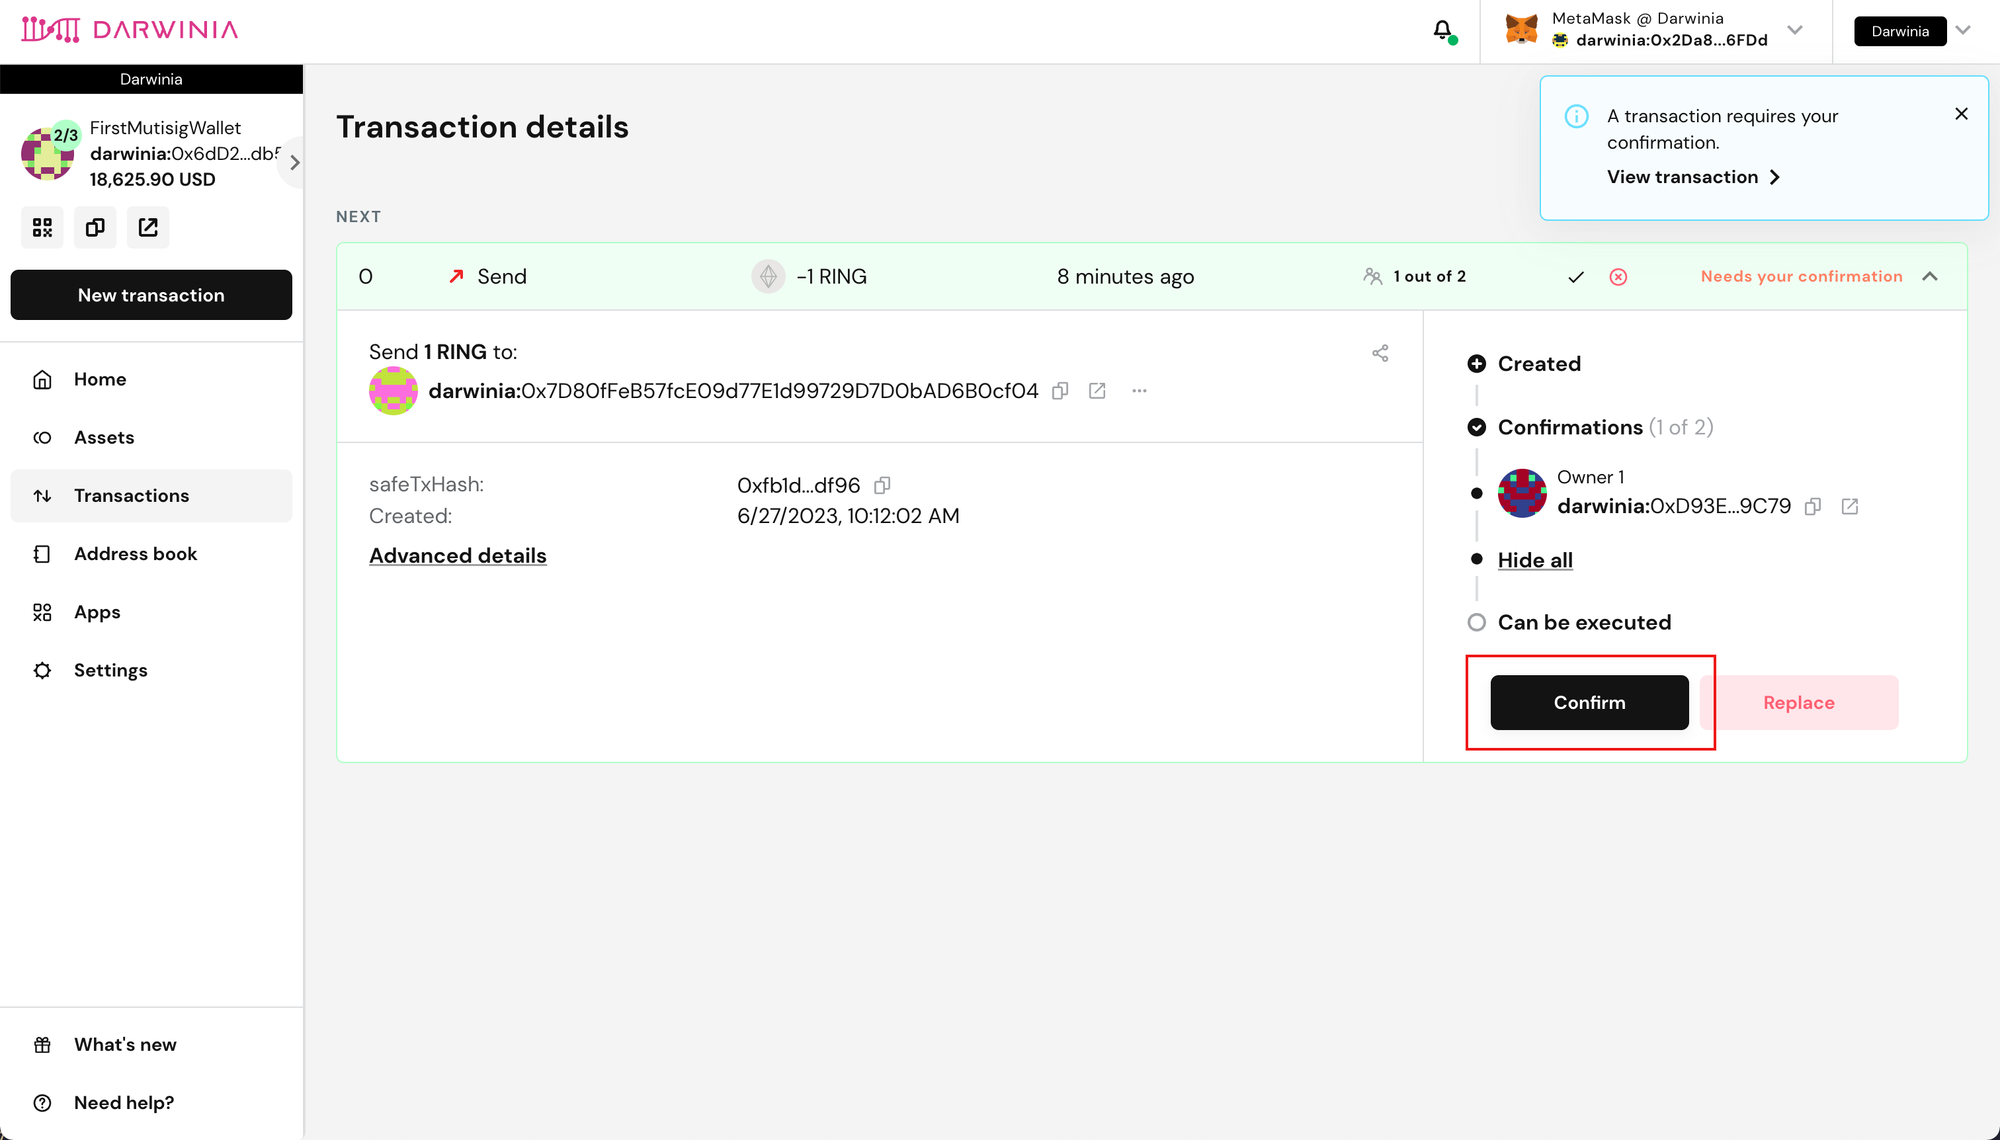 DARWINIA
MetaMask @ Darwinia
darwinia:0x2Da8...6FDd
Darwinia
Darwinia
2/3
FirstMutisigWallet
darwinia:0x6dD2...db5
18,625.90 USD
New transaction
Home
Assets
Transactions
Address book
Apps
Settings
What's new
Need help?
A transaction requires your
confirmation.
View transaction
Transaction details
NEXT
0 Send -1 RING 8 minutes ago 1 out of 2 Needs your confirmation
Send 1 RING to:
darwinia:0x7D80fFeB57fcE09d77E1d99729D7D0bAD6B0cf04
safeTxHash: 0xfb1d...df96
Created: 6/27/2023, 10:12:02 AM
Advanced details
Created
Confirmations (1 of 2)
Owner 1
darwinia:0xD93E...9C79
Hide all
Can be executed
Confirm
Replace